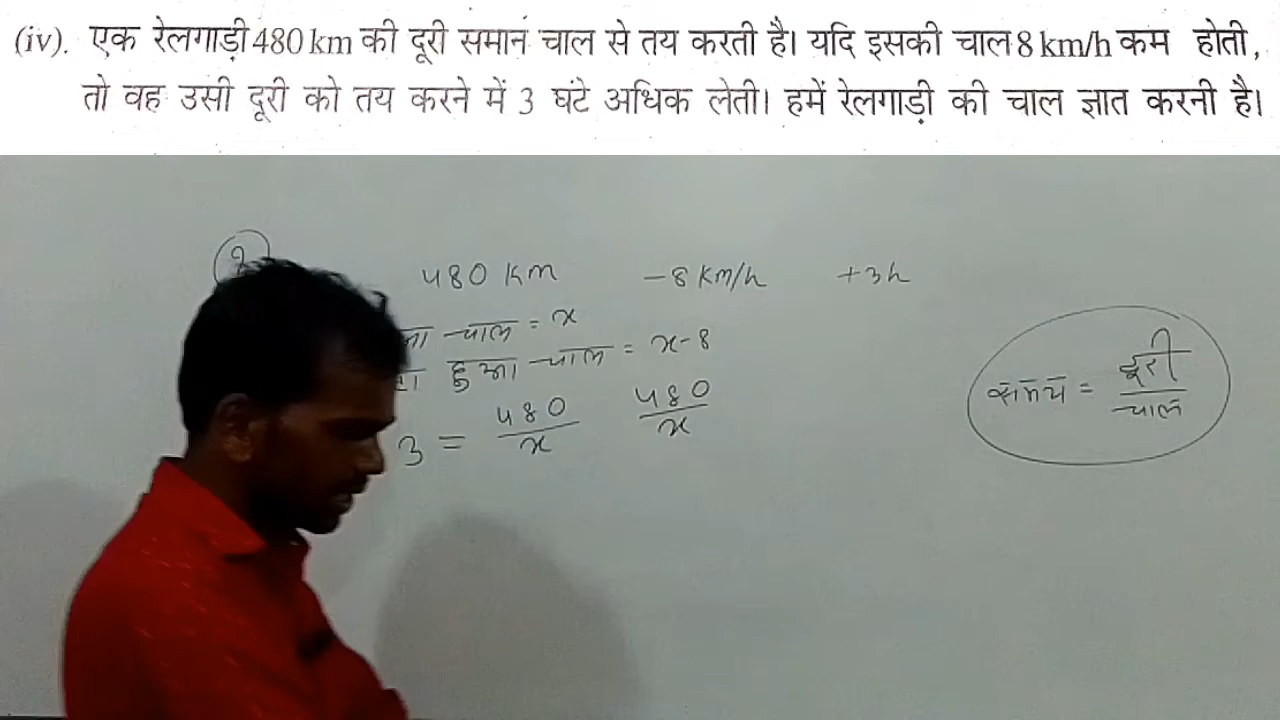 (iv). एक रेलगाड़ी 480 km की दूरी समान चाल से तय करती है। यदि इसकी चाल 8 km/h कम होती,
तो वह उसी दूरी को तय करने में 3 घंटे अधिक लेती। हमें रेलगाड़ी की चाल ज्ञात करनी है।
480 km -8 km/h +3h
चाल = x
हुआ चाल = x-8
3 = 480/x 480/x
समय = दूरी/चाल